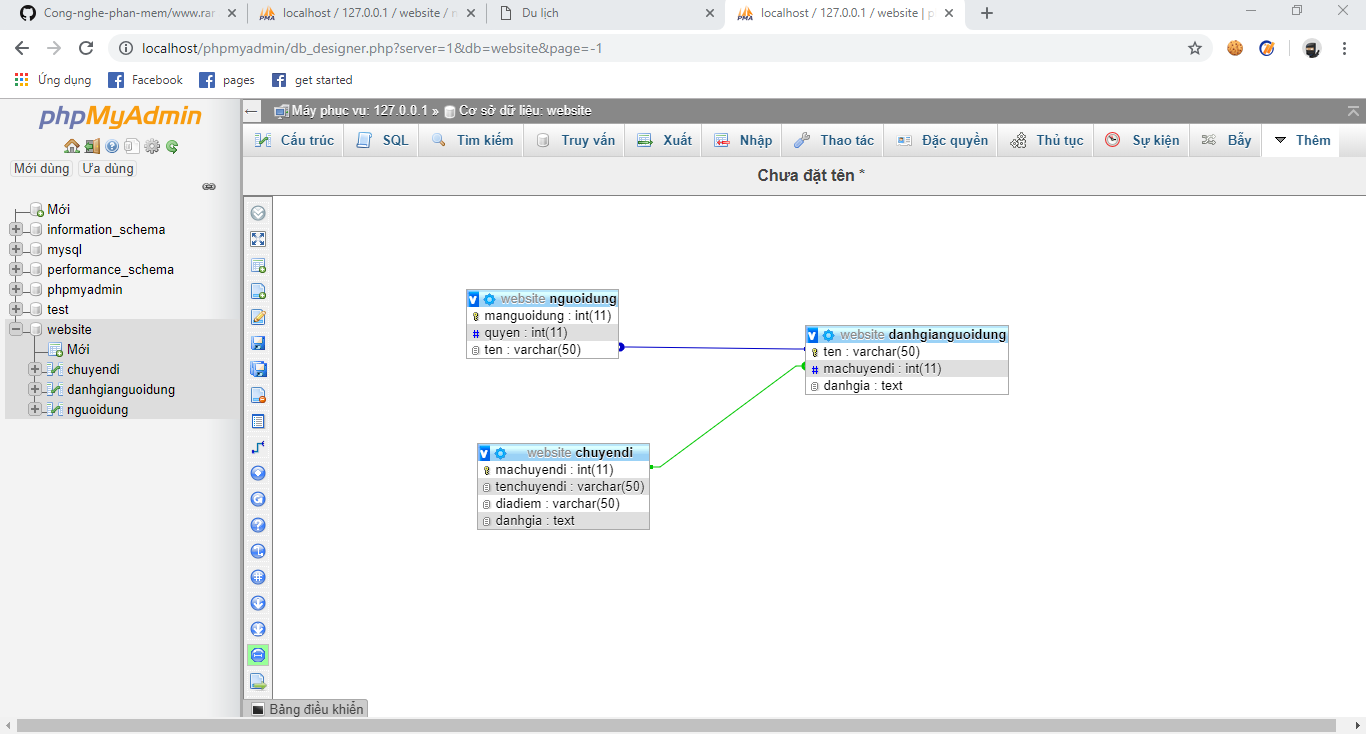 Cong-nghe-phan-mem/www.rar
localhost / 127.0.0.1 / website / n
Du lịch
localhost / 127.0.0.1 / website | p
localhost/phpmyadmin/db_designer.php?server=1&db=website&page=-1
Ứng dụng
Facebook
pages
get started
phpMyAdmin
Mới dùng
Ưa dùng
Mới
information_schema
mysql
performance_schema
phpmyadmin
test
website
Mới
chuyendi
danhgianguoidung
nguoidung
Máy phục vụ: 127.0.0.1 » Cơ sở dữ liệu: website
Cấu trúc
SQL
Tìm kiếm
Truy vấn
Xuất
Nhập
Thao tác
Đặc quyền
Thủ tục
Sự kiện
Bẫy
Thêm
Chưa đặt tên *
website nguoidung
manguoidung : int(11)
# quyen : int(11)
ten : varchar(50)
website danhgianguoidung
ten : varchar(50)
# machuyendi : int(11)
danhgia : text
website chuyendi
machuyendi : int(11)
tenchuyendi : varchar(50)
diadiem : varchar(50)
danhgia : text
Bảng điều khiển